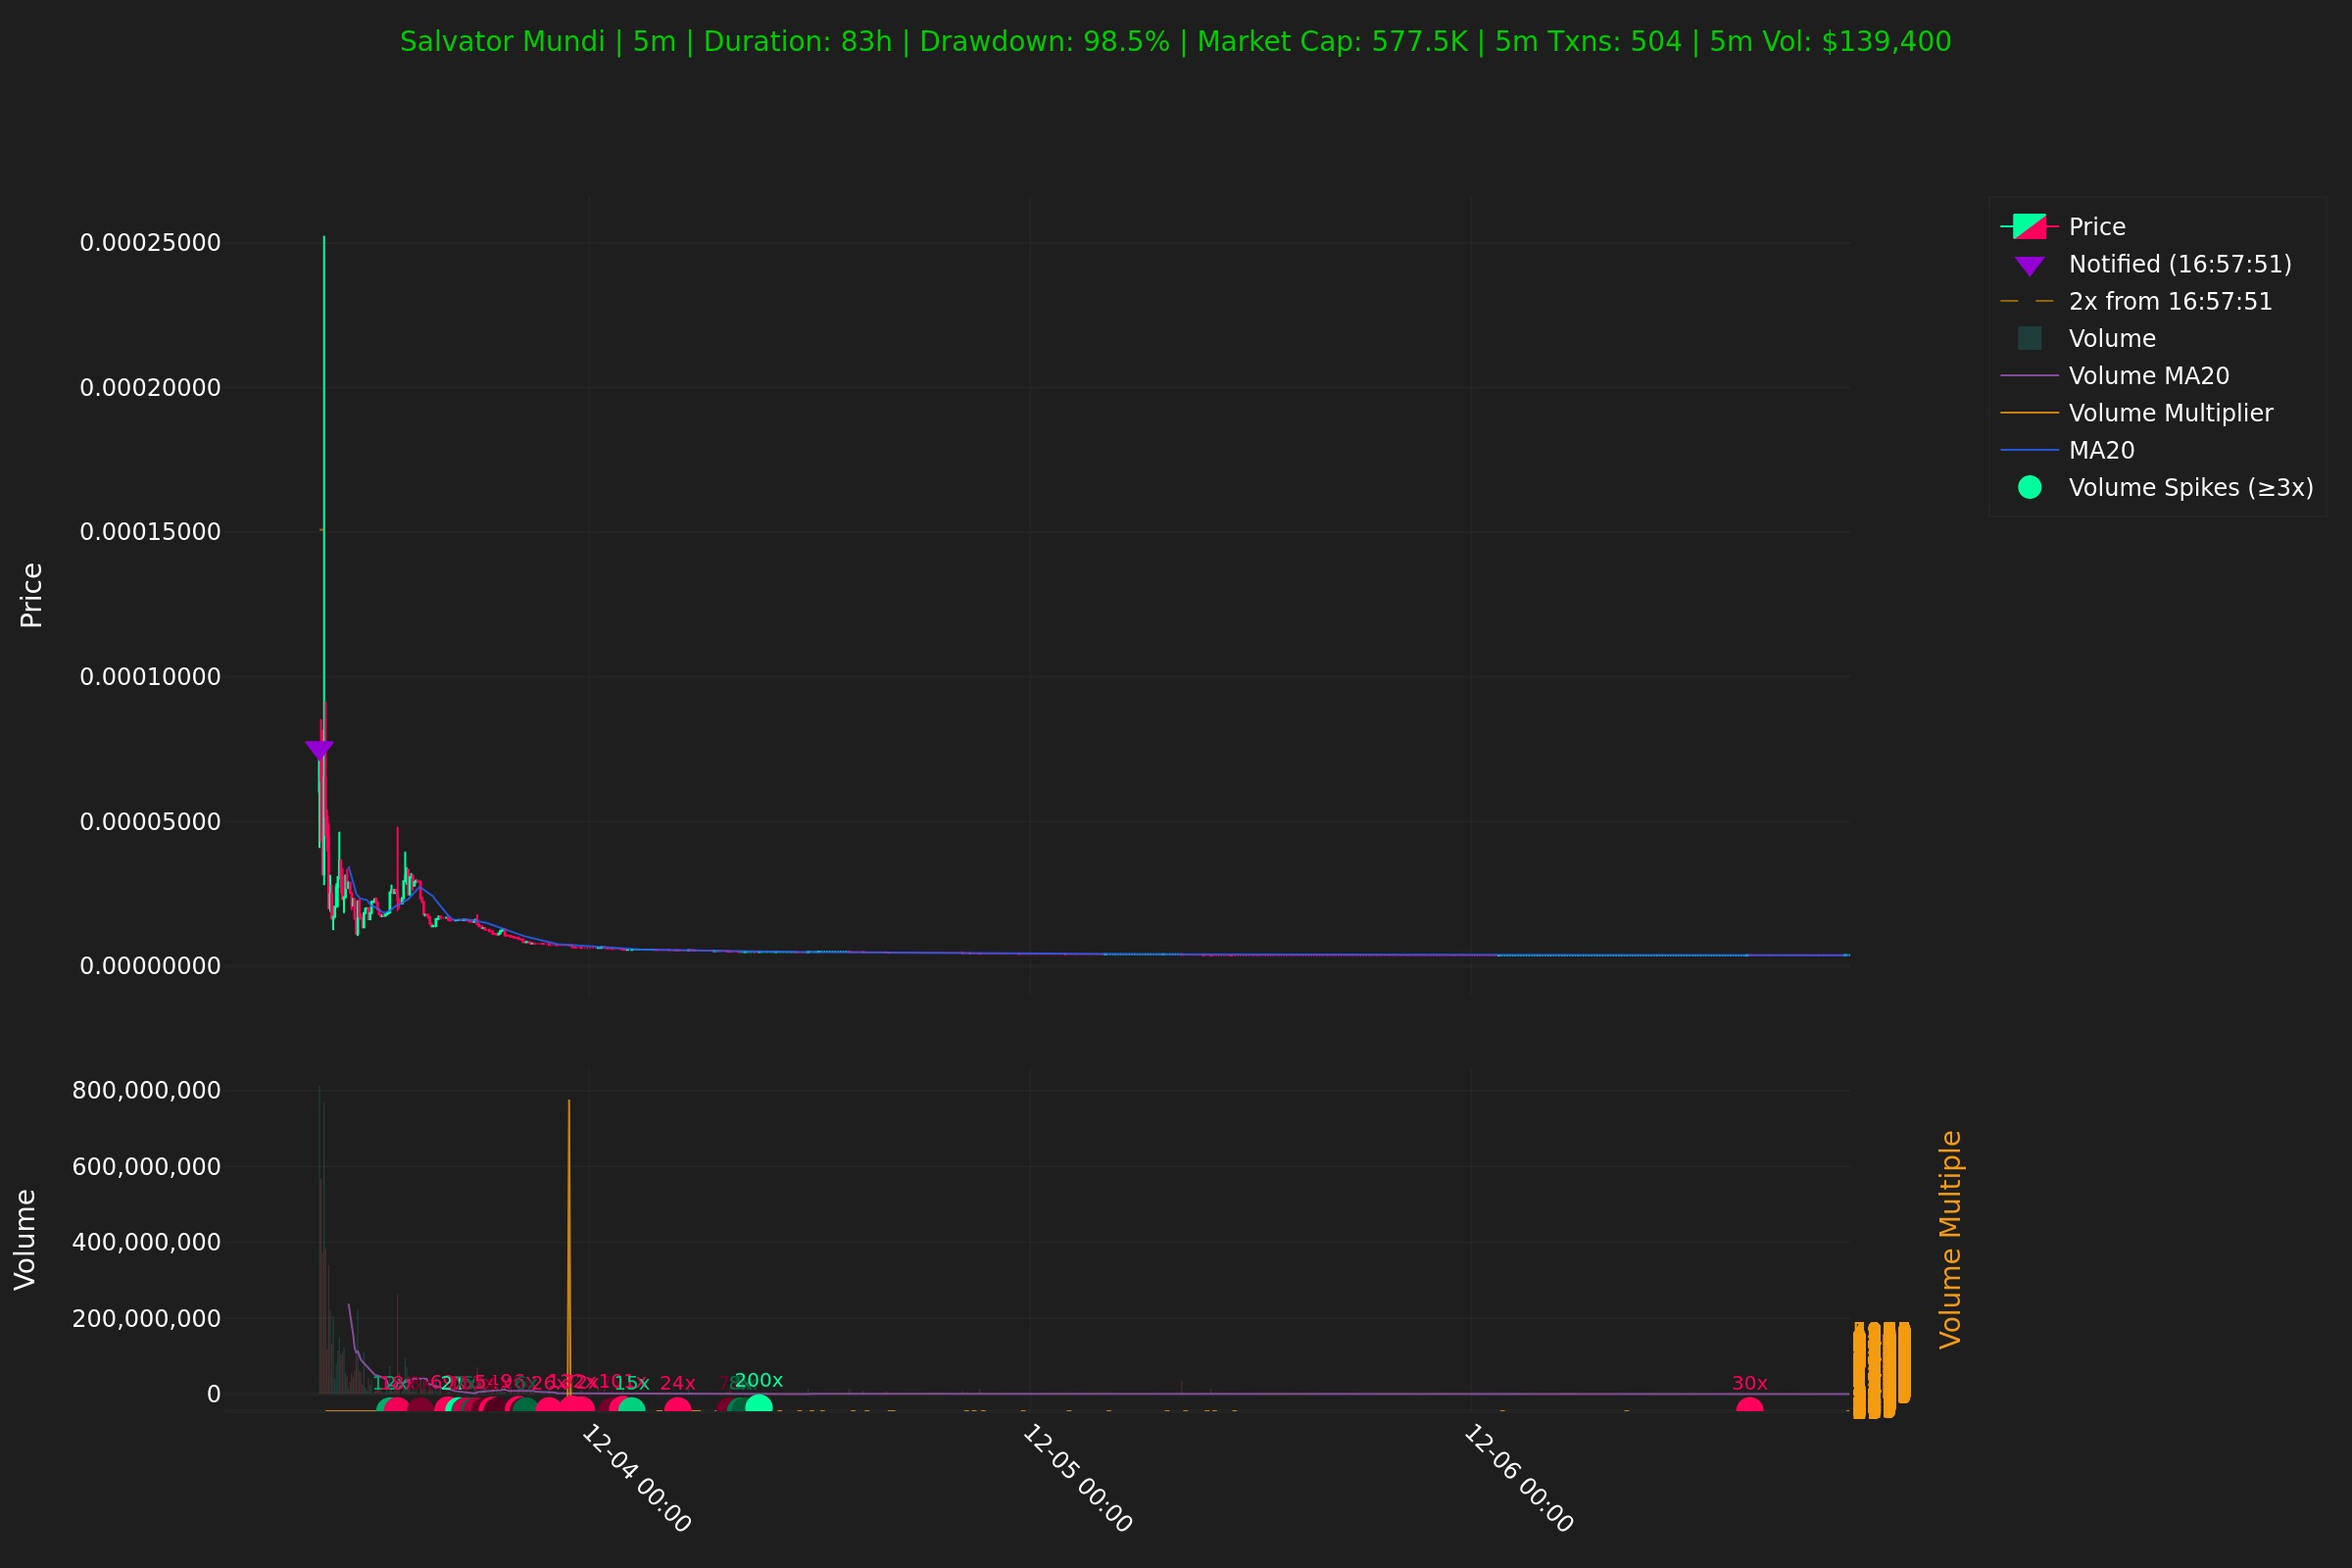 Salvator Mundi | 5m | Duration: 83h | Drawdown: 98.5% | Market Cap: 577.5K | 5m Txns: 504 | 5m Vol: $139,400
Price
0.00025000
0.00020000
0.00015000
0.00010000
0.00005000
0.00000000
Price
Notified (16:57:51)
2x from 16:57:51
Volume
Volume MA20
Volume Multiplier
MA20
Volume Spikes (≥3x)
Volume
800,000,000
600,000,000
400,000,000
200,000,000
0
15x
24x
200x
30x
Volume Multiple
12-04 00:00
12-05 00:00
12-06 00:00